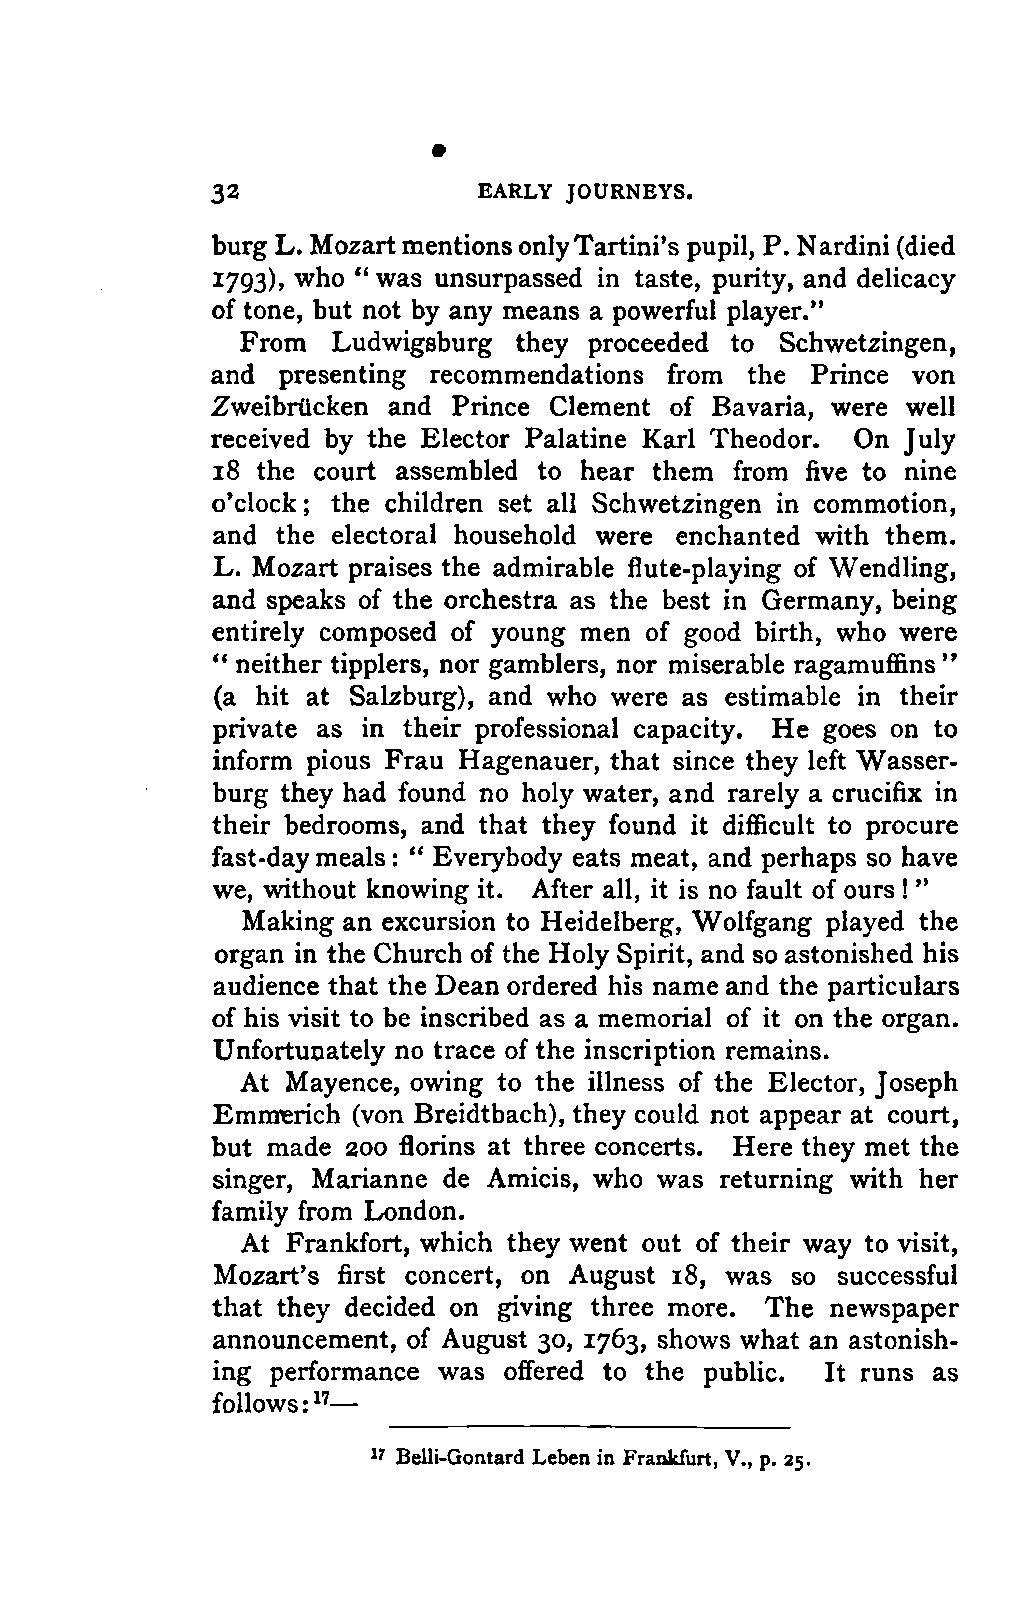 32 EARLY JOURNEYS.
burg L. Mozart mentions only Tartini's pupil, P. Nardini (died
1793), who “ was unsurpassed in taste, purity, and delicacy
of tone, but not by any means a powerful player.”
From Ludwigsburg they proceeded to Schwetzingen,
and presenting recommendations from the Prince von
Zweibrücken and Prince Clement of Bavaria, were well
received by the Elector Palatine Karl Theodor. On July
18 the court assembled to hear them from five to nine
o'clock; the children set all Schwetzingen in commotion,
and the electoral household were enchanted with them.
L. Mozart praises the admirable flute-playing of Wendling,
and speaks of the orchestra as the best in Germany, being
entirely composed of young men of good birth, who were
“ neither tipplers, nor gamblers, nor miserable ragamuffins ”
(a hit at Salzburg), and who were as estimable in their
private as in their professional capacity. He goes on to
inform pious Frau Hagenauer, that since they left Wasser-
burg they had found no holy water, and rarely a crucifix in
their bedrooms, and that they found it difficult to procure
fast-day meals: “ Everybody eats meat, and perhaps so have
we, without knowing it. After all, it is no fault of ours ! ”
Making an excursion to Heidelberg, Wolfgang played the
organ in the Church of the Holy Spirit, and so astonished his
audience that the Dean ordered his name and the particulars
of his visit to be inscribed as a memorial of it on the organ.
Unfortunately no trace of the inscription remains.
At Mayence, owing to the illness of the Elector, Joseph
Emmerich (von Breidtbach), they could not appear at court,
but made 200 florins at three concerts. Here they met the
singer, Marianne de Amicis, who was returning with her
family from London.
At Frankfort, which they went out of their way to visit,
Mozart's first concert, on August 18, was so successful
that they decided on giving three more. The newspaper
announcement, of August 30, 1763, shows what an astonish-
ing performance was offered to the public. It runs as
follows: 17—
17 Belli-Gontard Leben in Frankfurt, V., p. 25.